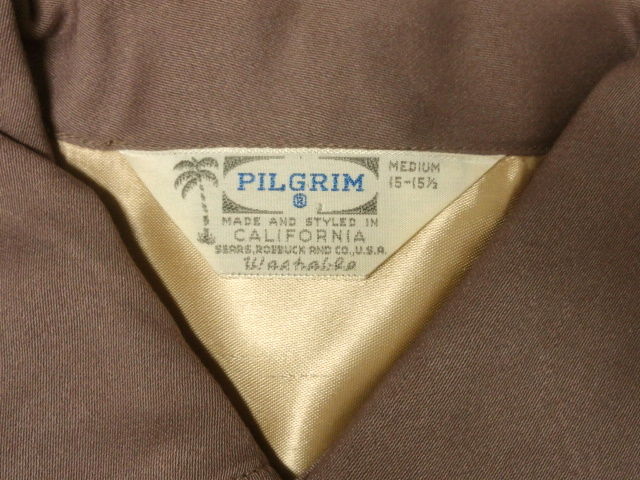 PILGRIM
®
MEDIUM
15-15½
MADE AND STYLED IN
CALIFORNIA
SEARS, ROEBUCK AND CO., U.S.A.
Washable